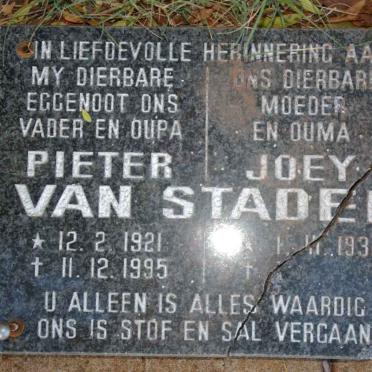 IN LIEFDEVOLLE HERINNERING AA
MY DIERBARE
EGGENOOT ONS
VADER EN OUPA
ONS DIERBAR
MOEDER
EN OUMA
PIETER
JOEY
VAN STADE
★ 12. 2. 1921
✝ 11. 12. 1995
U ALLEEN IS ALLES WAARDIG
ONS IS STOF EN SAL VERGAAN